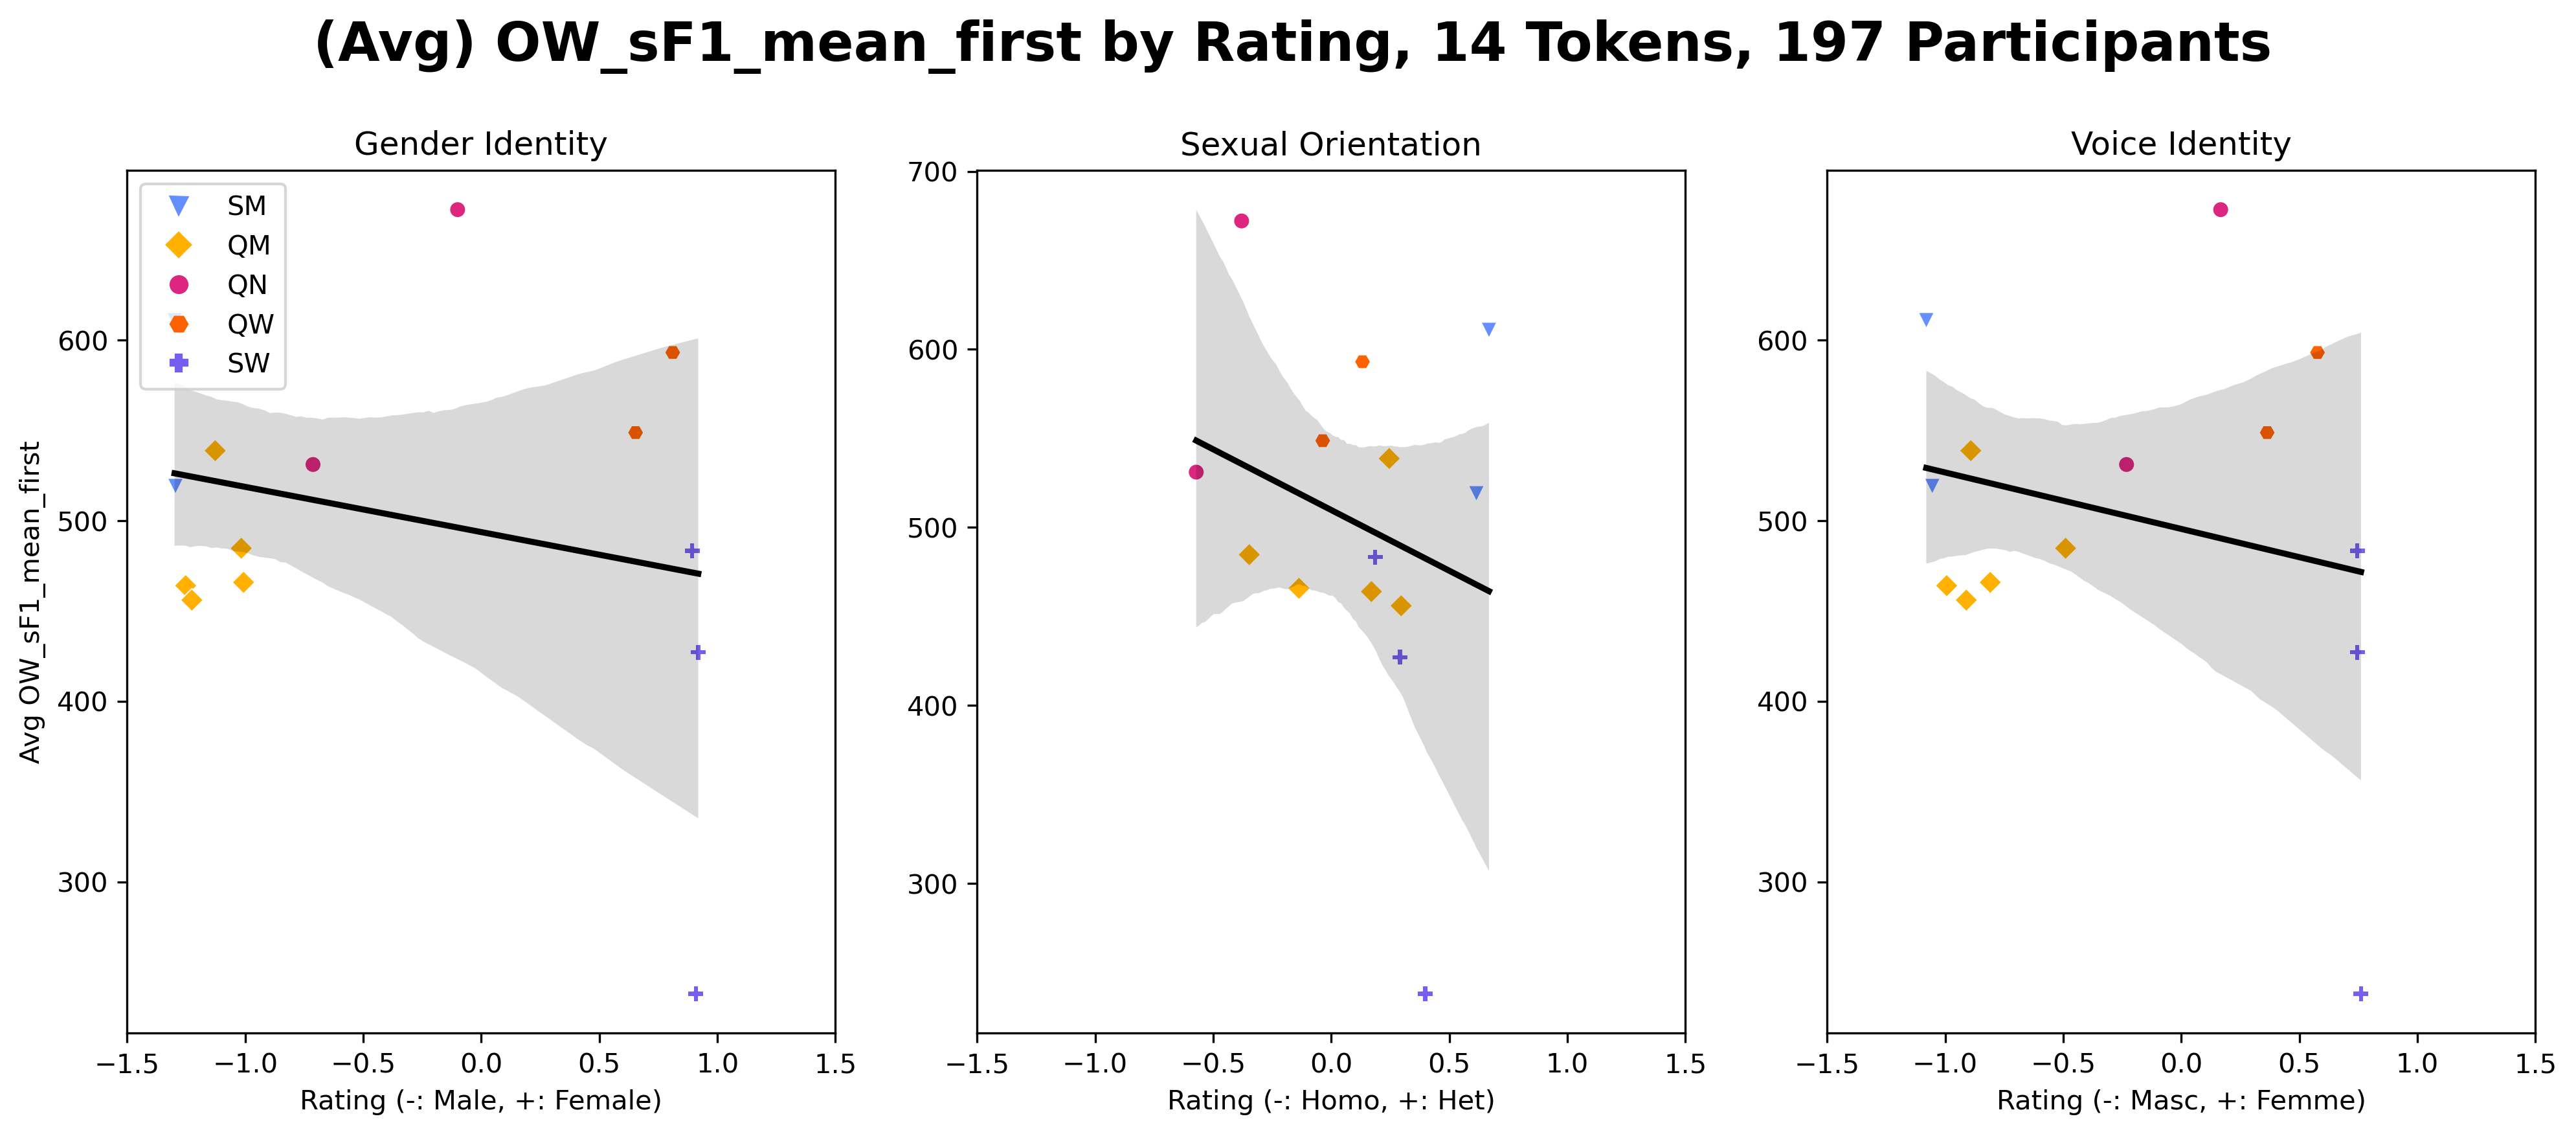 (Avg) OW_sF1_mean_first by Rating, 14 Tokens, 197 Participants
Gender Identity
SM
QM
QN
QW
SW
600
500
400
300
Avg OW_sF1_mean_first
−1.5 −1.0 −0.5 0.0 0.5 1.0 1.5
Rating (-: Male, +: Female)
Sexual Orientation
700
600
500
400
300
−1.5 −1.0 −0.5 0.0 0.5 1.0 1.5
Rating (-: Homo, +: Het)
Voice Identity
600
500
400
300
−1.5 −1.0 −0.5 0.0 0.5 1.0 1.5
Rating (-: Masc, +: Femme)